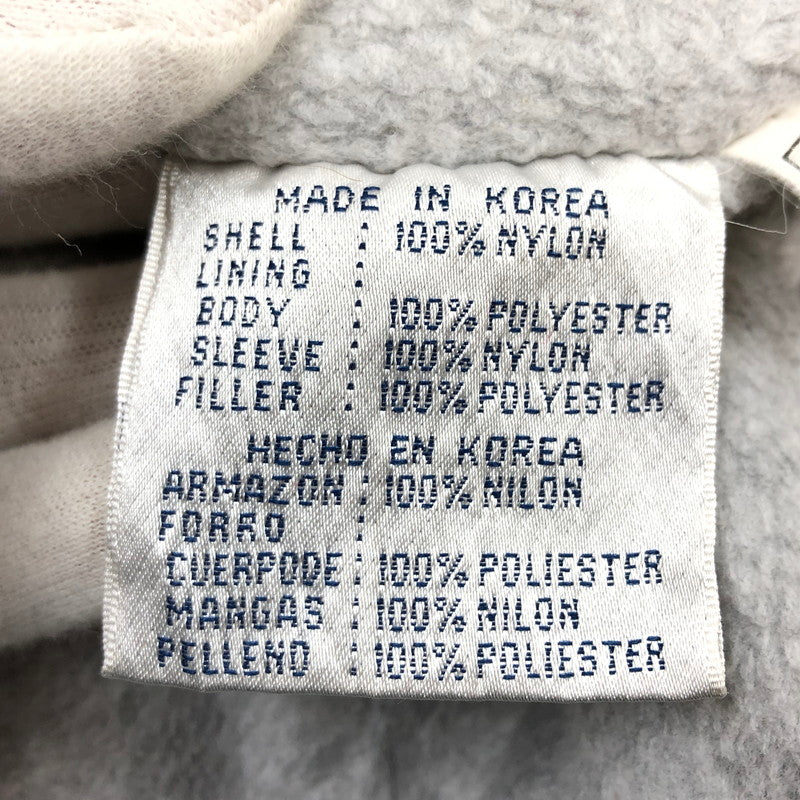 MADE IN KOREA
SHELL : 100% NYLON
LINING :
BODY : 100% POLYESTER
SLEEVE : 100% NYLON
FILLER : 100% POLYESTER
HECHO EN KOREA
ARMAZON : 100% NILON
FORRO :
CUERPODE : 100% POLIESTER
MANGAS : 100% NILON
PELLENO : 100% POLIESTER